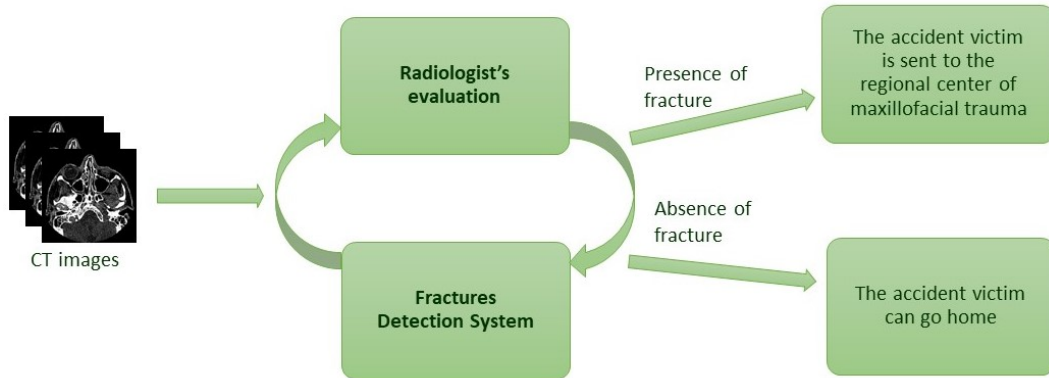 CT images
Radiologist's
evaluation
Fractures
Detection System
Presence of
fracture
Absence of
fracture
The accident victim
is sent to the
regional center of
maxillofacial trauma
The accident victim
can go home